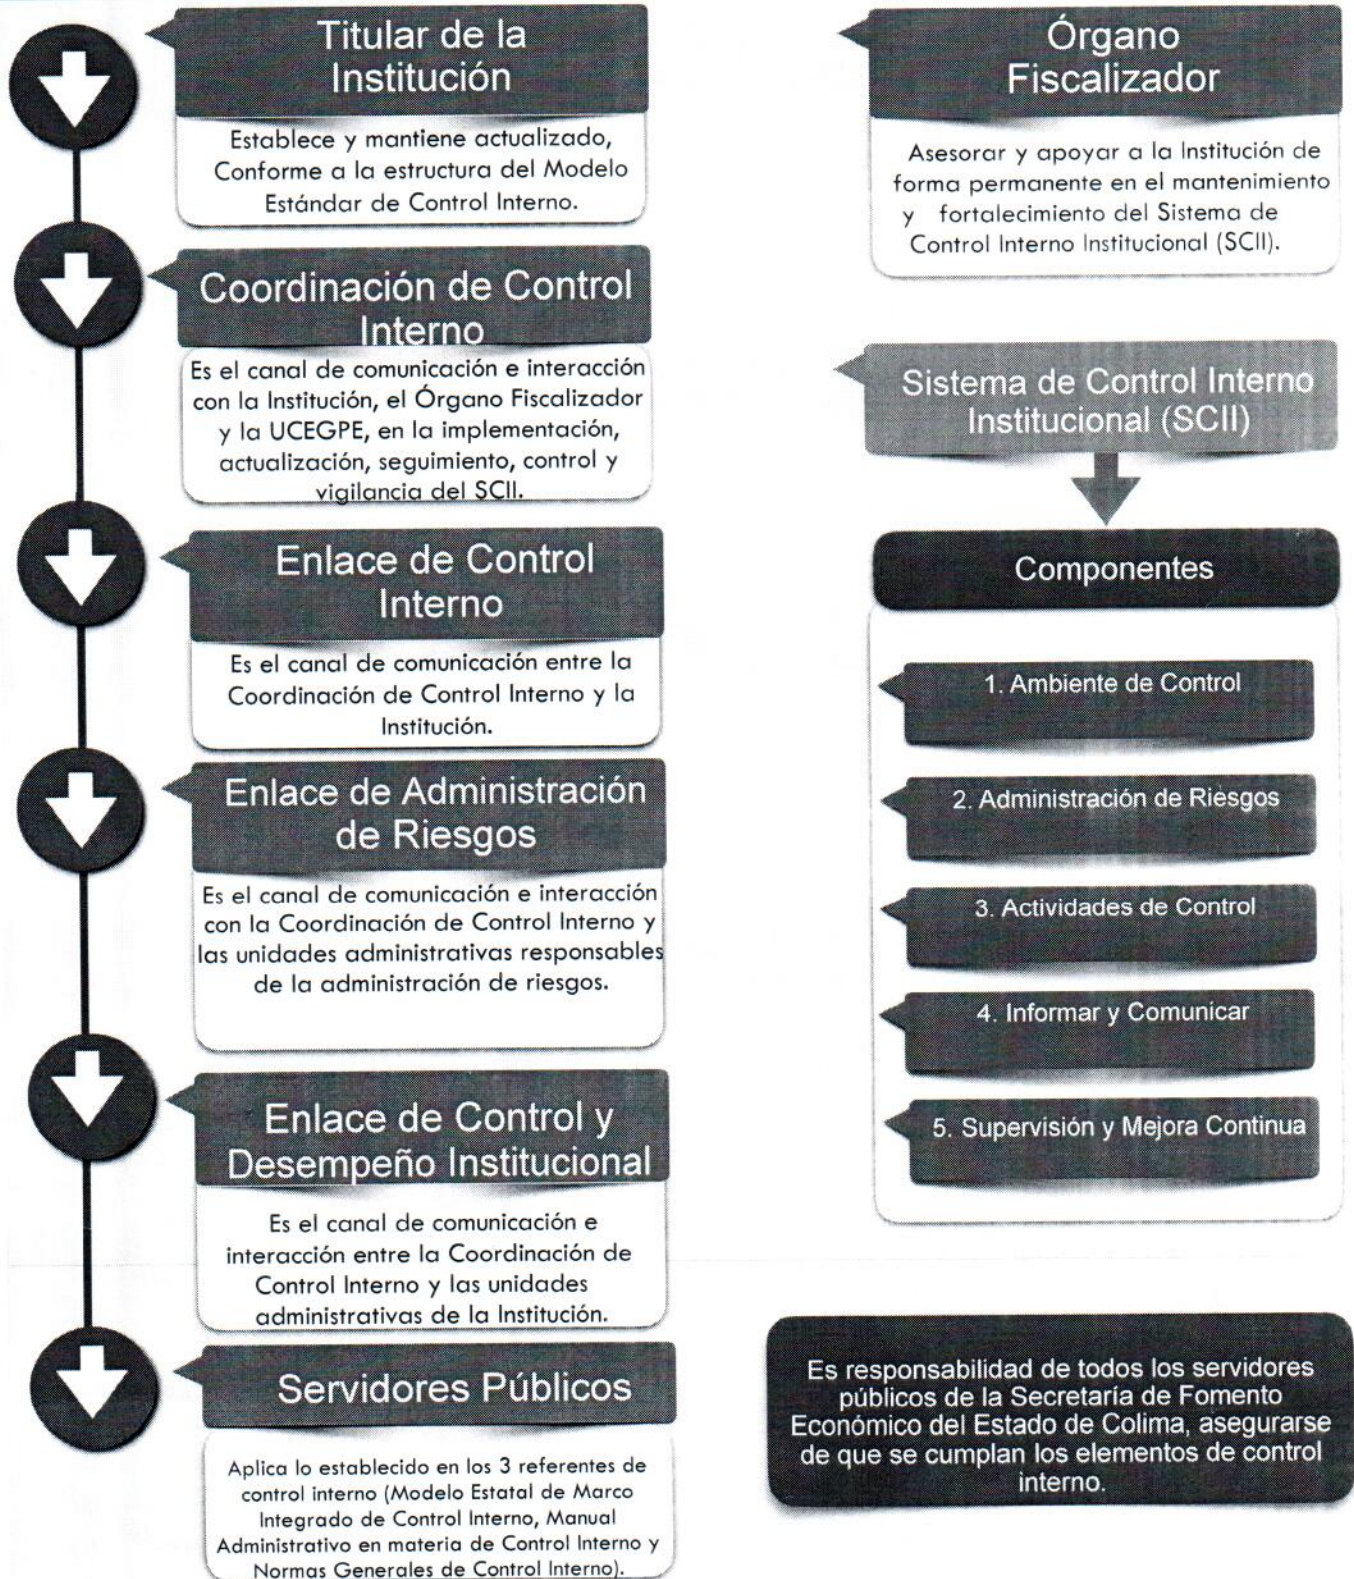 Titular de la
Institución
Establece y mantiene actualizado,
Conforme a la estructura del Modelo
Estándar de Control Interno.
Coordinación de Control
Interno
Es el canal de comunicación e interacción
con la Institución, el Órgano Fiscalizador
y la UCEGPE, en la implementación,
actualización, seguimiento, control y
vigilancia del SCII.
Enlace de Control
Interno
Es el canal de comunicación entre la
Coordinación de Control Interno y la
Institución.
Enlace de Administración
de Riesgos
Es el canal de comunicación e interacción
con la Coordinación de Control Interno y
las unidades administrativas responsables
de la administración de riesgos.
Enlace de Control y
Desempeño Institucional
Es el canal de comunicación e
interacción entre la Coordinación de
Control Interno y las unidades
administrativas de la Institución.
Servidores Públicos
Aplica lo establecido en los 3 referentes de
control interno (Modelo Estatal de Marco
Integrado de Control Interno, Manual
Administrativo en materia de Control Interno y
Normas Generales de Control Interno).
Órgano
Fiscalizador
Asesorar y apoyar a la Institución de
forma permanente en el mantenimiento
y fortalecimiento del Sistema de
Control Interno Institucional (SCII).
Sistema de Control Interno
Institucional (SCII)
Componentes
1. Ambiente de Control
2. Administración de Riesgos
3. Actividades de Control
4. Informar y Comunicar
5. Supervisión y Mejora Continua
Es responsabilidad de todos los servidores
públicos de la Secretaría de Fomento
Económico del Estado de Colima, asegurarse
de que se cumplan los elementos de control
interno.